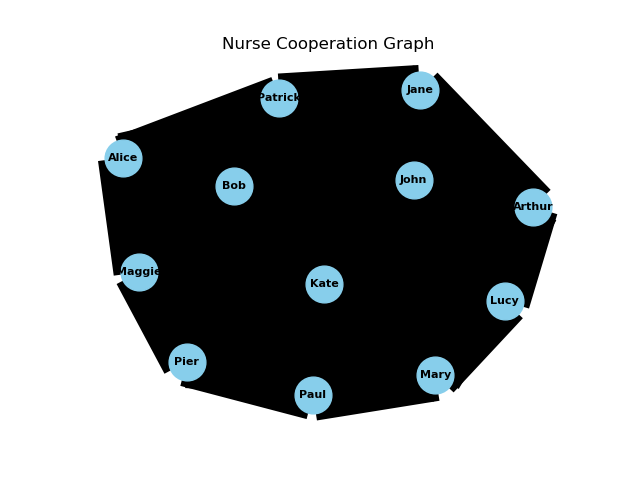 Nurse Cooperation Graph
Jane
Patrick
Alice
John
Bob
Arthur
Maggie
Kate
Lucy
Pier
Mary
Paul